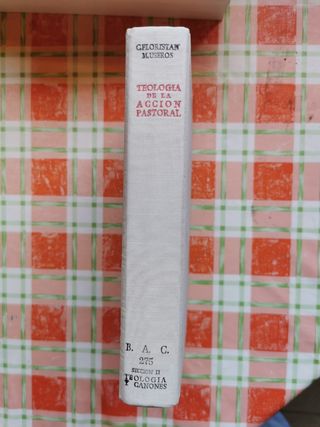 C.FLORISTAN
M.USEROS
TEOLOGIA
DE LA
ACCION
PASTORAL
B. A. C.
275
SECCION II
TEOLOGIA
Y CANONES